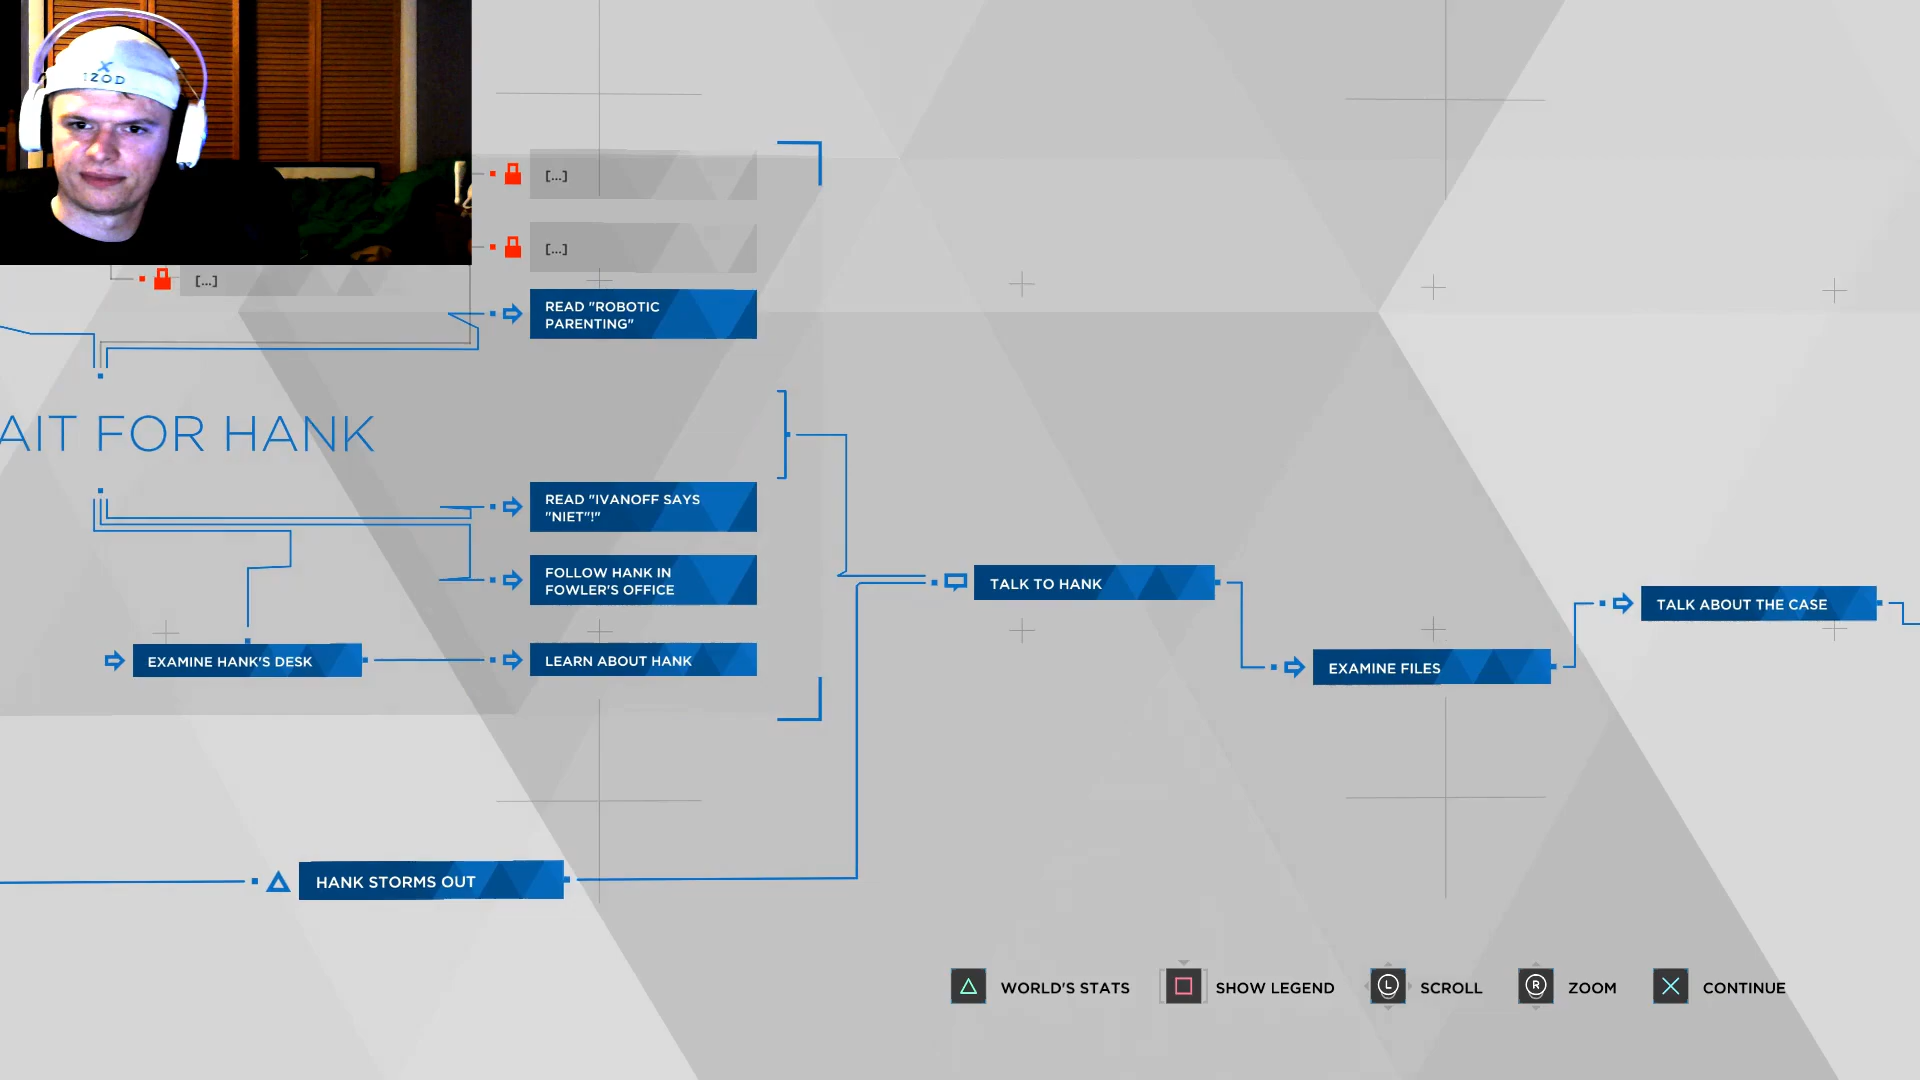 IZOD
[...]
[...]
[...]
READ "ROBOTIC
PARENTING"
AIT FOR HANK
READ "IVANOFF SAYS
"NIET"!"
FOLLOW HANK IN
FOWLER'S OFFICE
EXAMINE HANK'S DESK
LEARN ABOUT HANK
TALK TO HANK
EXAMINE FILES
TALK ABOUT THE CASE
HANK STORMS OUT
WORLD'S STATS
SHOW LEGEND
L
SCROLL
R
ZOOM
CONTINUE